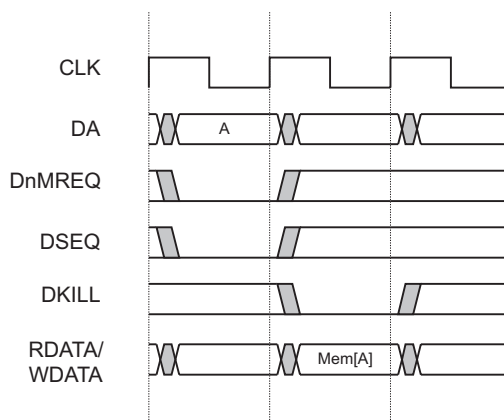 CLK
DA
A
DnMREQ
DSEQ
DKILL
RDATA/
WDATA
Mem[A]